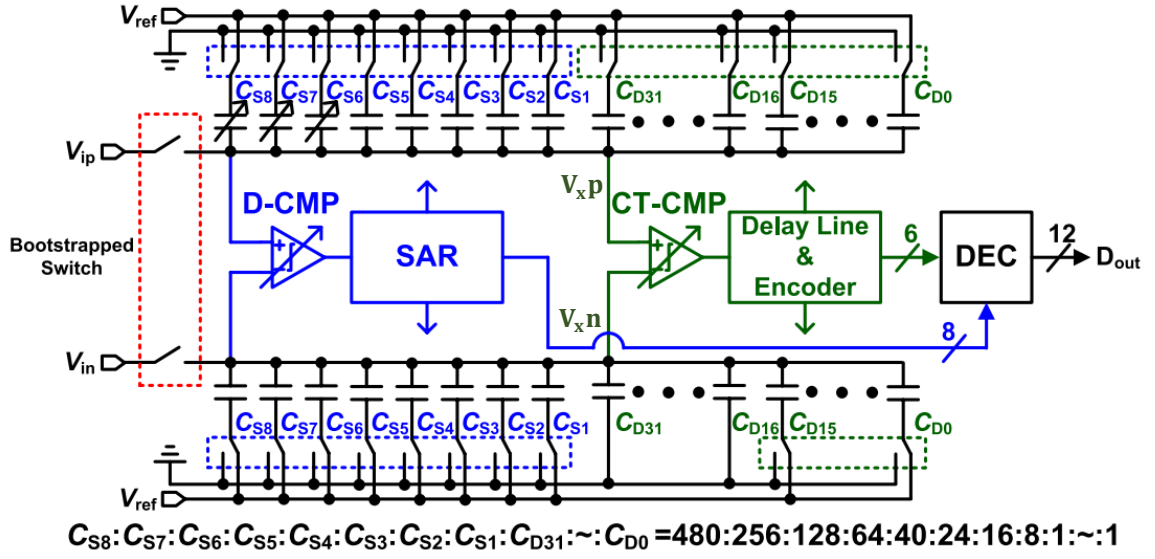 Vref
CS8 CS7 CS6 CS5 CS4 CS3 CS2 CS1 CD31 CD16 CD15 CD0
Vip
D-CMP
SAR
Vxp
CT-CMP
Delay Line
&
Encoder
6
DEC
12
Dout
Bootstrapped
Switch
Vxn
8
Vin
CS8 CS7 CS6 CS5 CS4 CS3 CS2 CS1 CD31 CD16 CD15 CD0
Vref
CS8:CS7:CS6:CS5:CS4:CS3:CS2:CS1:CD31:~:CD0 =480:256:128:64:40:24:16:8:1:~:1